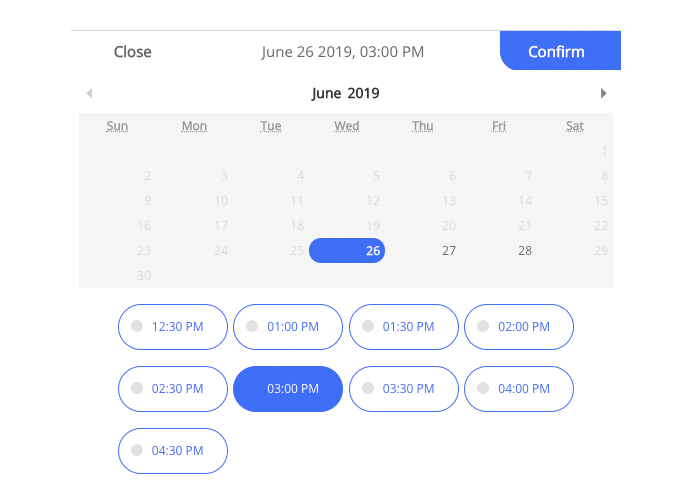 Close June 26 2019, 03:00 PM Confirm
June 2019
Sun Mon Tue Wed Thu Fri Sat
1
2 3 4 5 6 7 8
9 10 11 12 13 14 15
16 17 18 19 20 21 22
23 24 25 26 27 28 29
30
12:30 PM 01:00 PM 01:30 PM 02:00 PM
02:30 PM 03:00 PM 03:30 PM 04:00 PM
04:30 PM